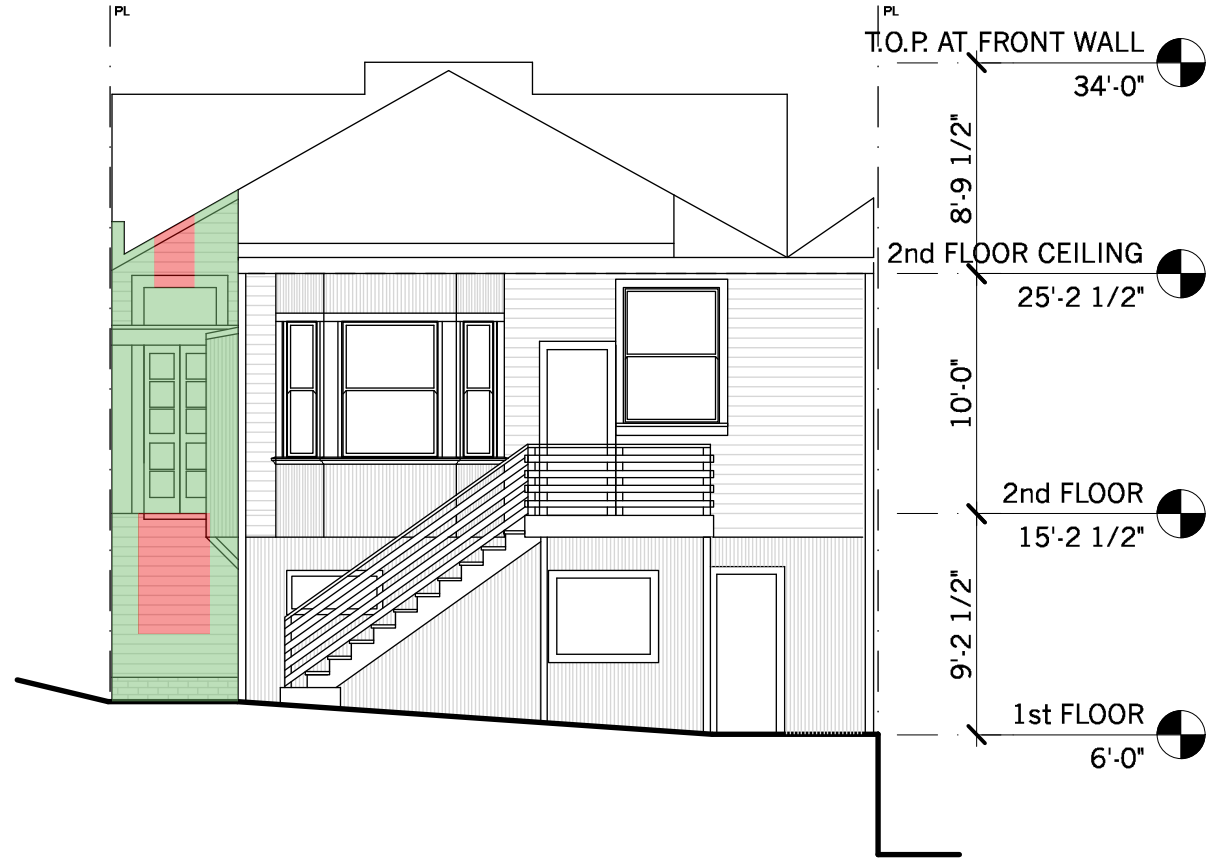 PL
PL
T.O.P. AT FRONT WALL
34'-0"
8'-9 1/2"
2nd FLOOR CEILING
25'-2 1/2"
10'-0"
2nd FLOOR
15'-2 1/2"
9'-2 1/2"
1st FLOOR
6'-0"